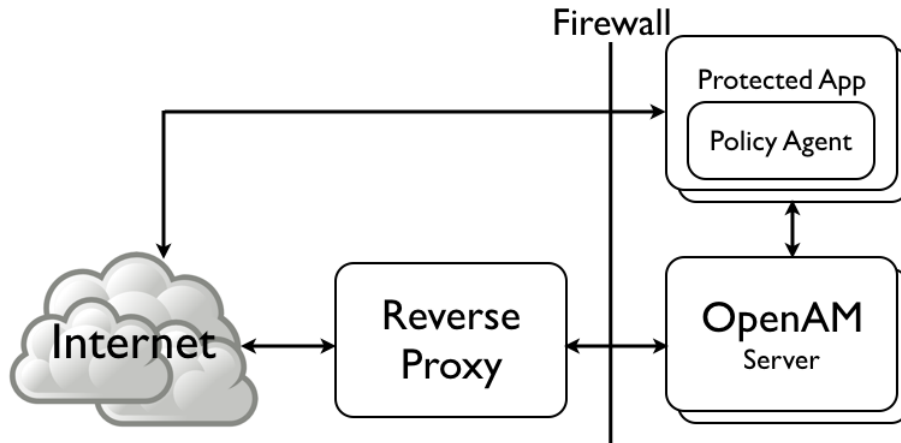 Firewall
Protected App
Policy Agent
Internet
Reverse
Proxy
OpenAM
Server